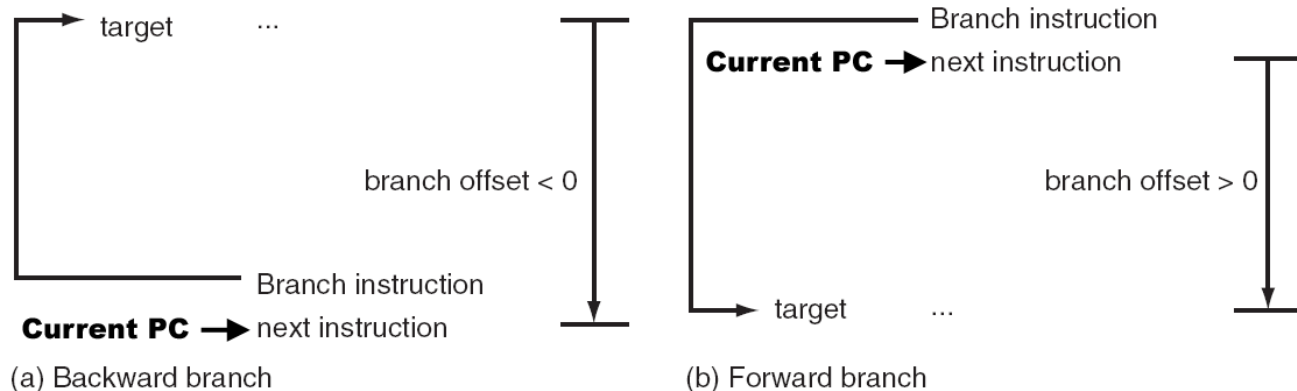 target ...
branch offset < 0
Branch instruction
Current PC next instruction
(a) Backward branch
Branch instruction
Current PC next instruction
branch offset > 0
target ...
(b) Forward branch